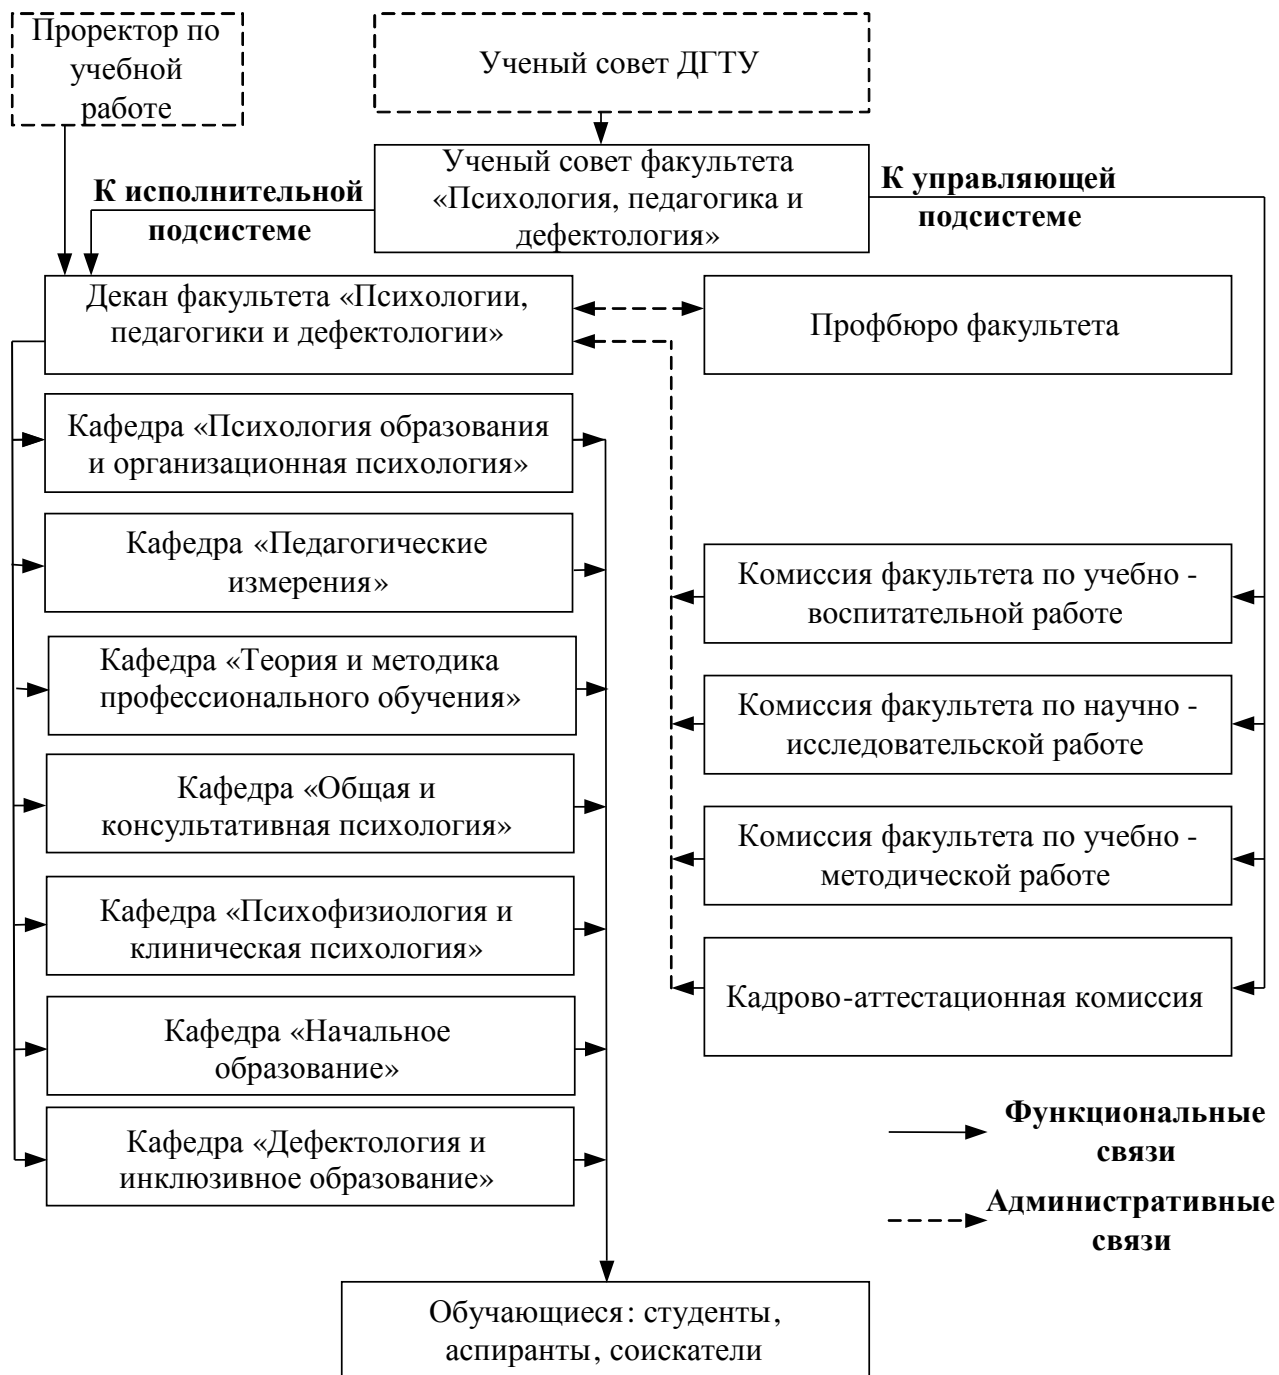 Проректор по
учебной
работе
Ученый совет ДГТУ
Ученый совет факультета
«Психология, педагогика и
дефектология»
К исполнительной
подсистеме
К управляющей
подсистеме
Декан факультета «Психологии,
педагогики и дефектологии»
Профбюро факультета
Кафедра «Психология образования
и организационная психология»
Кафедра «Педагогические
измерения»
Кафедра «Теория и методика
профессионального обучения»
Кафедра «Общая и
консультативная психология»
Кафедра «Психофизиология и
клиническая психология»
Кафедра «Начальное
образование»
Кафедра «Дефектология и
инклюзивное образование»
Комиссия факультета по учебно -
воспитательной работе
Комиссия факультета по научно -
исследовательской работе
Комиссия факультета по учебно -
методической работе
Кадрово-аттестационная комиссия
Функциональные
связи
Административные
связи
Обучающиеся: студенты,
аспиранты, соискатели